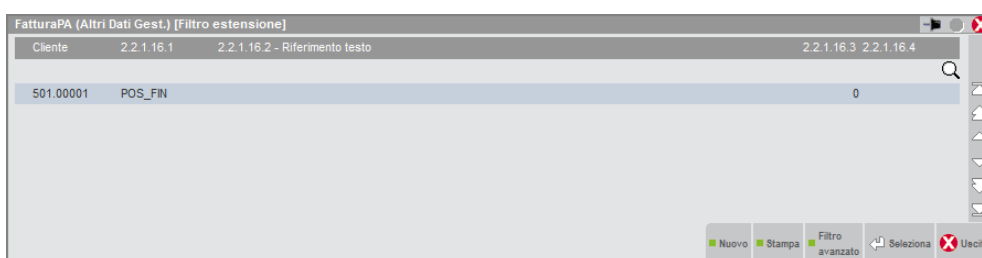 FatturaPA (Altri Dati Gest.) [Filtro estensione]
Cliente 2.2.1.16.1 2.2.1.16.2 - Riferimento testo 2.2.1.16.3 2.2.1.16.4
501.00001 POS_FIN 0
Nuovo Stampa Filtro avanzato Seleziona Usci